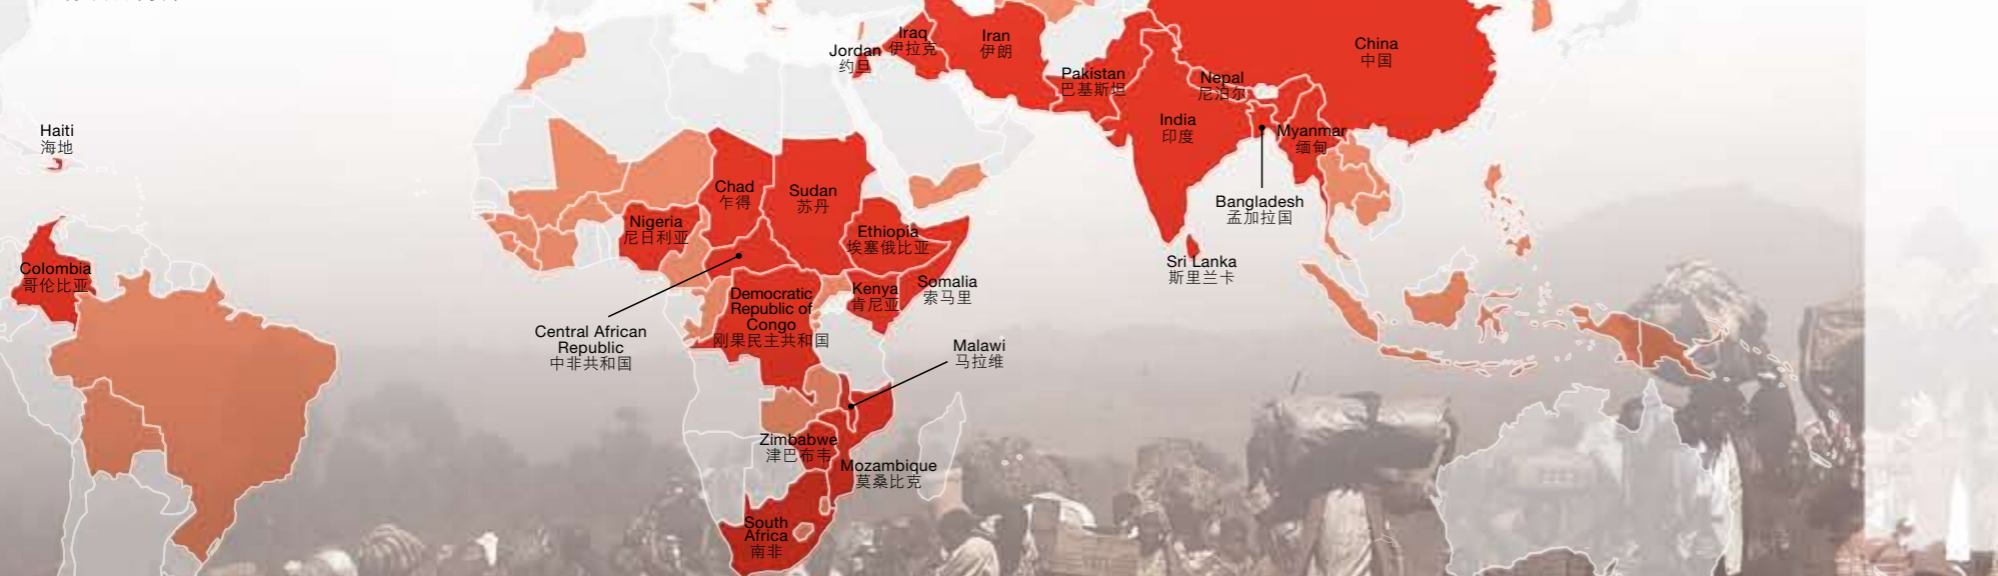 Jordan
约旦
Iraq
伊拉克
Iran
伊朗
China
中国
Pakistan
巴基斯坦
Nepal
尼泊尔
India
印度
Myanmar
缅甸
Haiti
海地
Bangladesh
孟加拉国
Sri Lanka
斯里兰卡
Chad
乍得
Sudan
苏丹
Nigeria
尼日利亚
Ethiopia
埃塞俄比亚
Colombia
哥伦比亚
Somalia
索马里
Kenya
肯尼亚
Democratic
Republic of
Congo
刚果民主共和国
Central African
Republic
中非共和国
Malawi
马拉维
Zimbabwe
津巴布韦
Mozambique
莫桑比克
South
Africa
南非